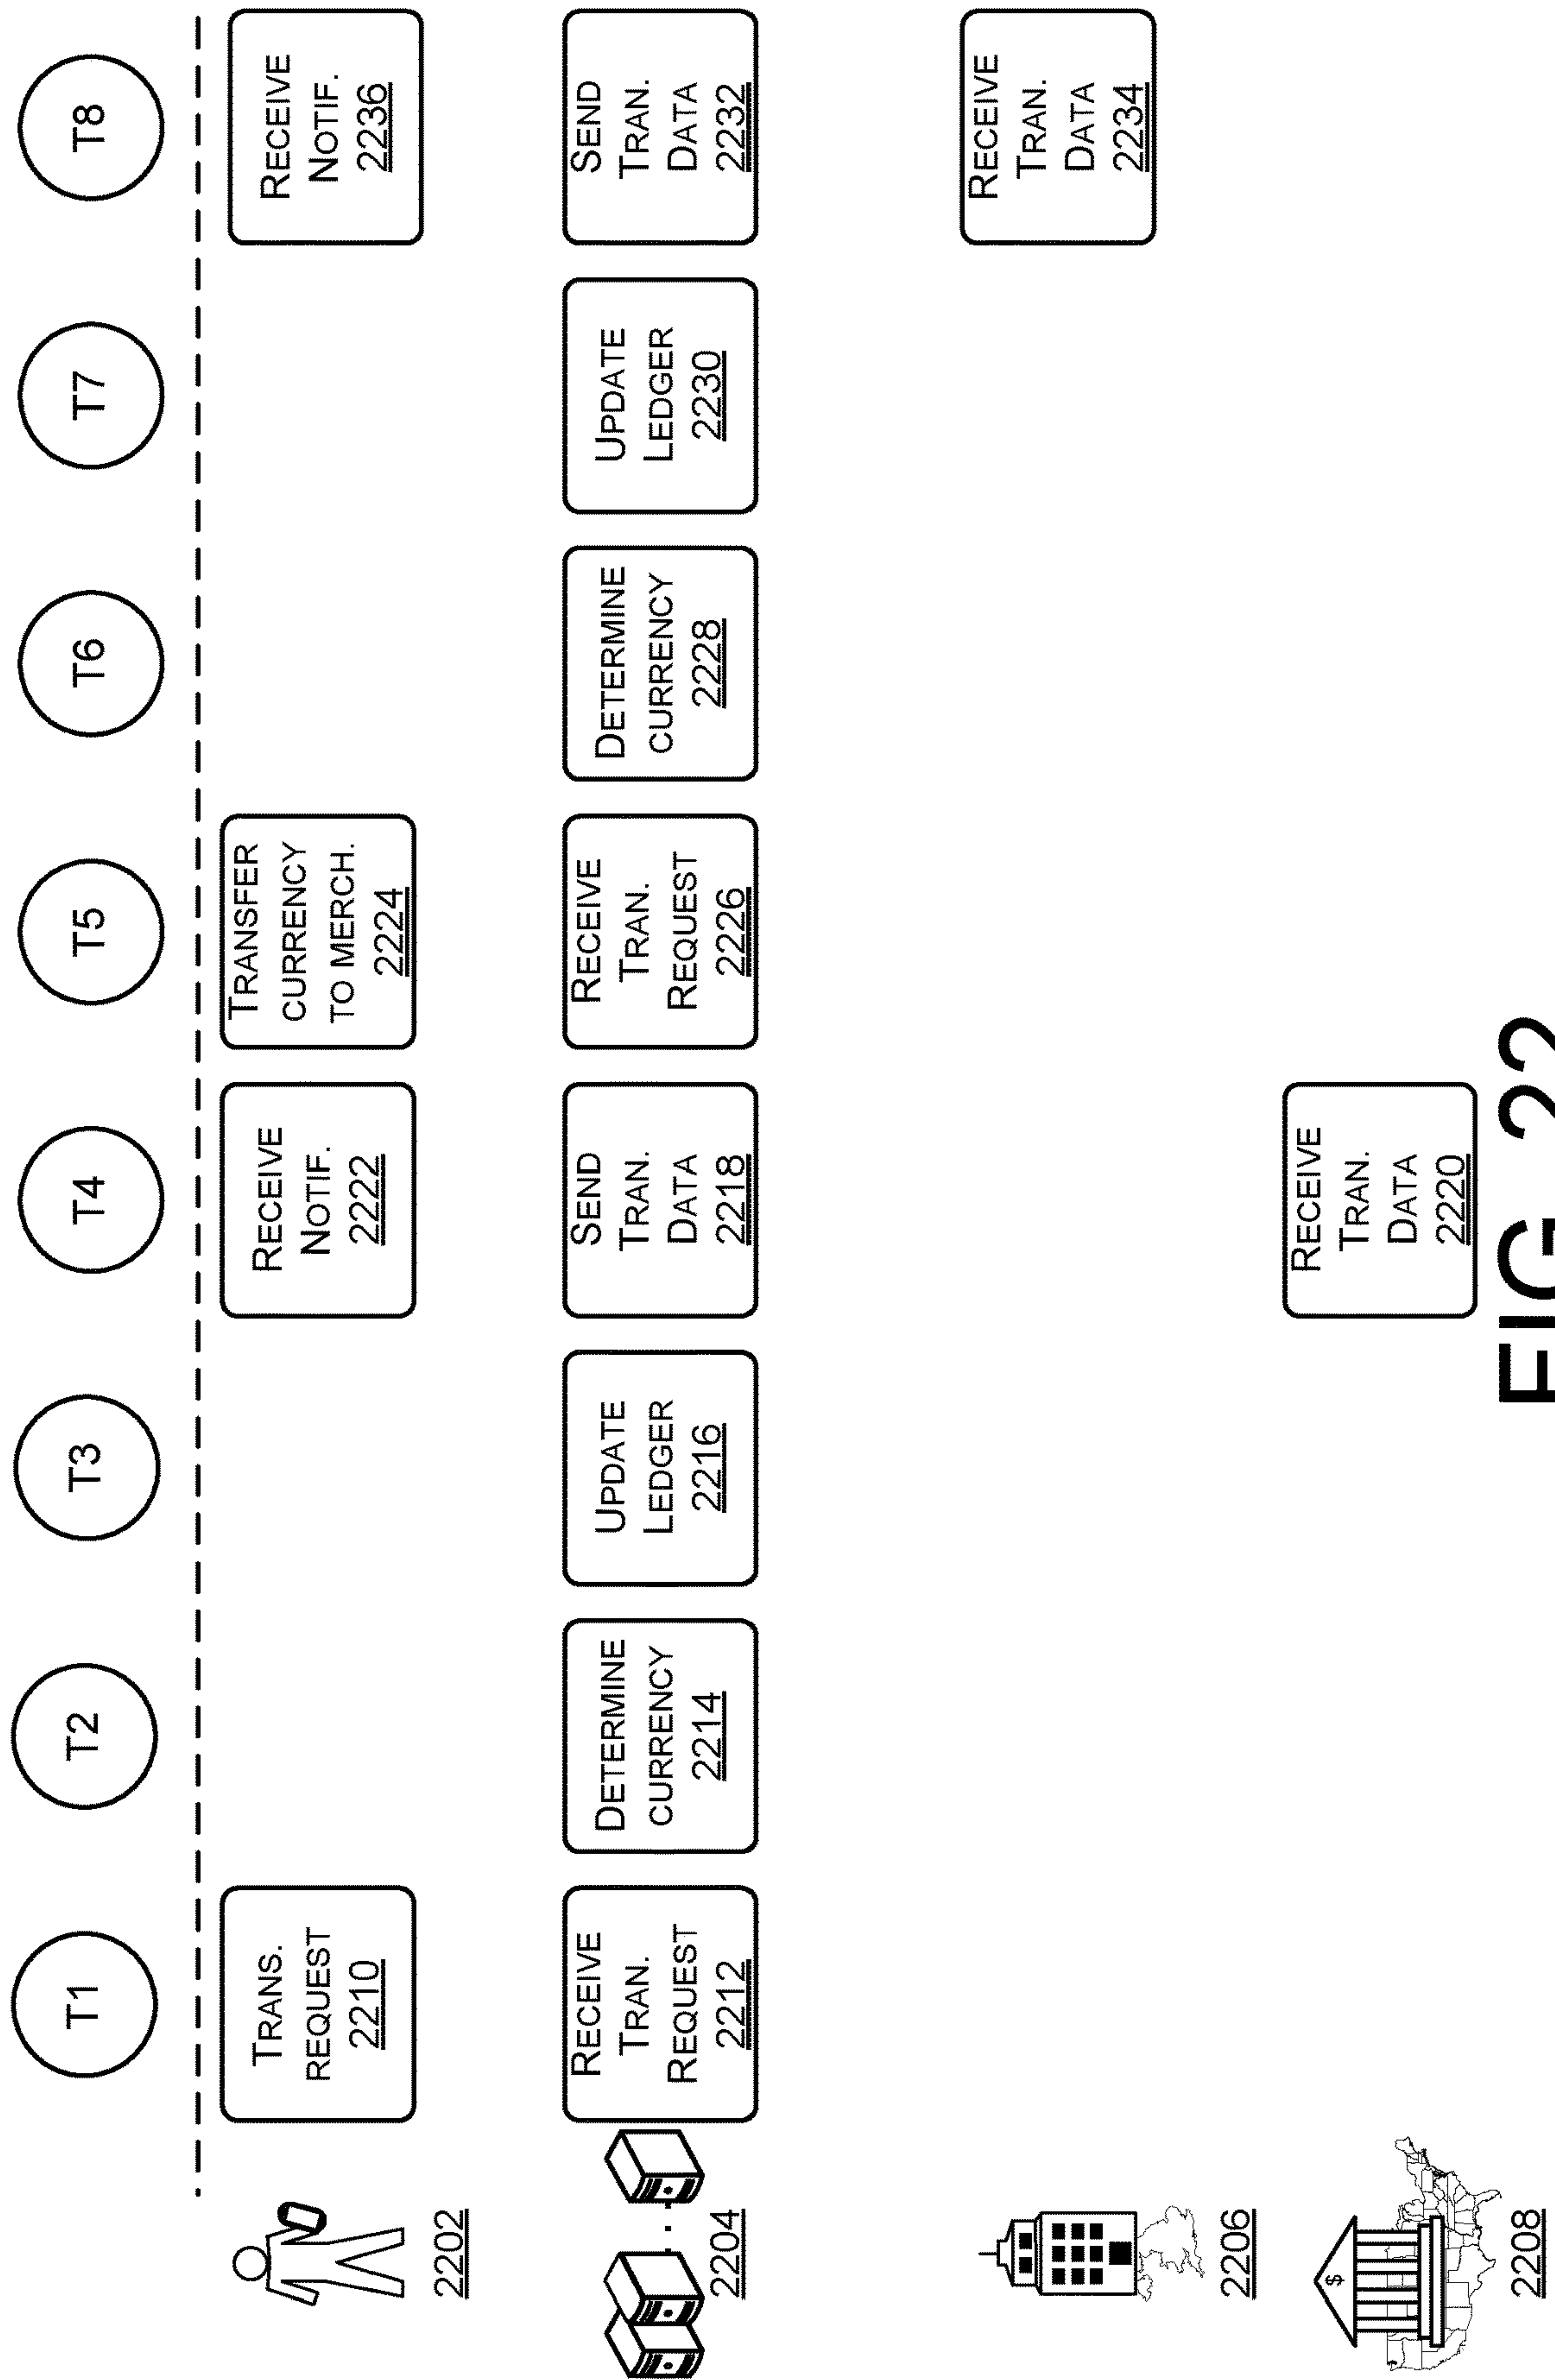 T1
T2
T3
T4
T5
T6
T7
T8
2202
TRANS.
REQUEST
2210
RECEIVE
NOTIF.
2222
TRANSFER
CURRENCY
TO MERCH.
2224
RECEIVE
NOTIF.
2236
2204
RECEIVE
TRAN.
REQUEST
2212
DETERMINE
CURRENCY
2214
UPDATE
LEDGER
2216
SEND
TRAN.
DATA
2218
RECEIVE
TRAN.
REQUEST
2226
DETERMINE
CURRENCY
2228
UPDATE
LEDGER
2230
SEND
TRAN.
DATA
2232
2206
RECEIVE
TRAN.
DATA
2234
$
2208
RECEIVE
TRAN.
DATA
2220
FIG. 22